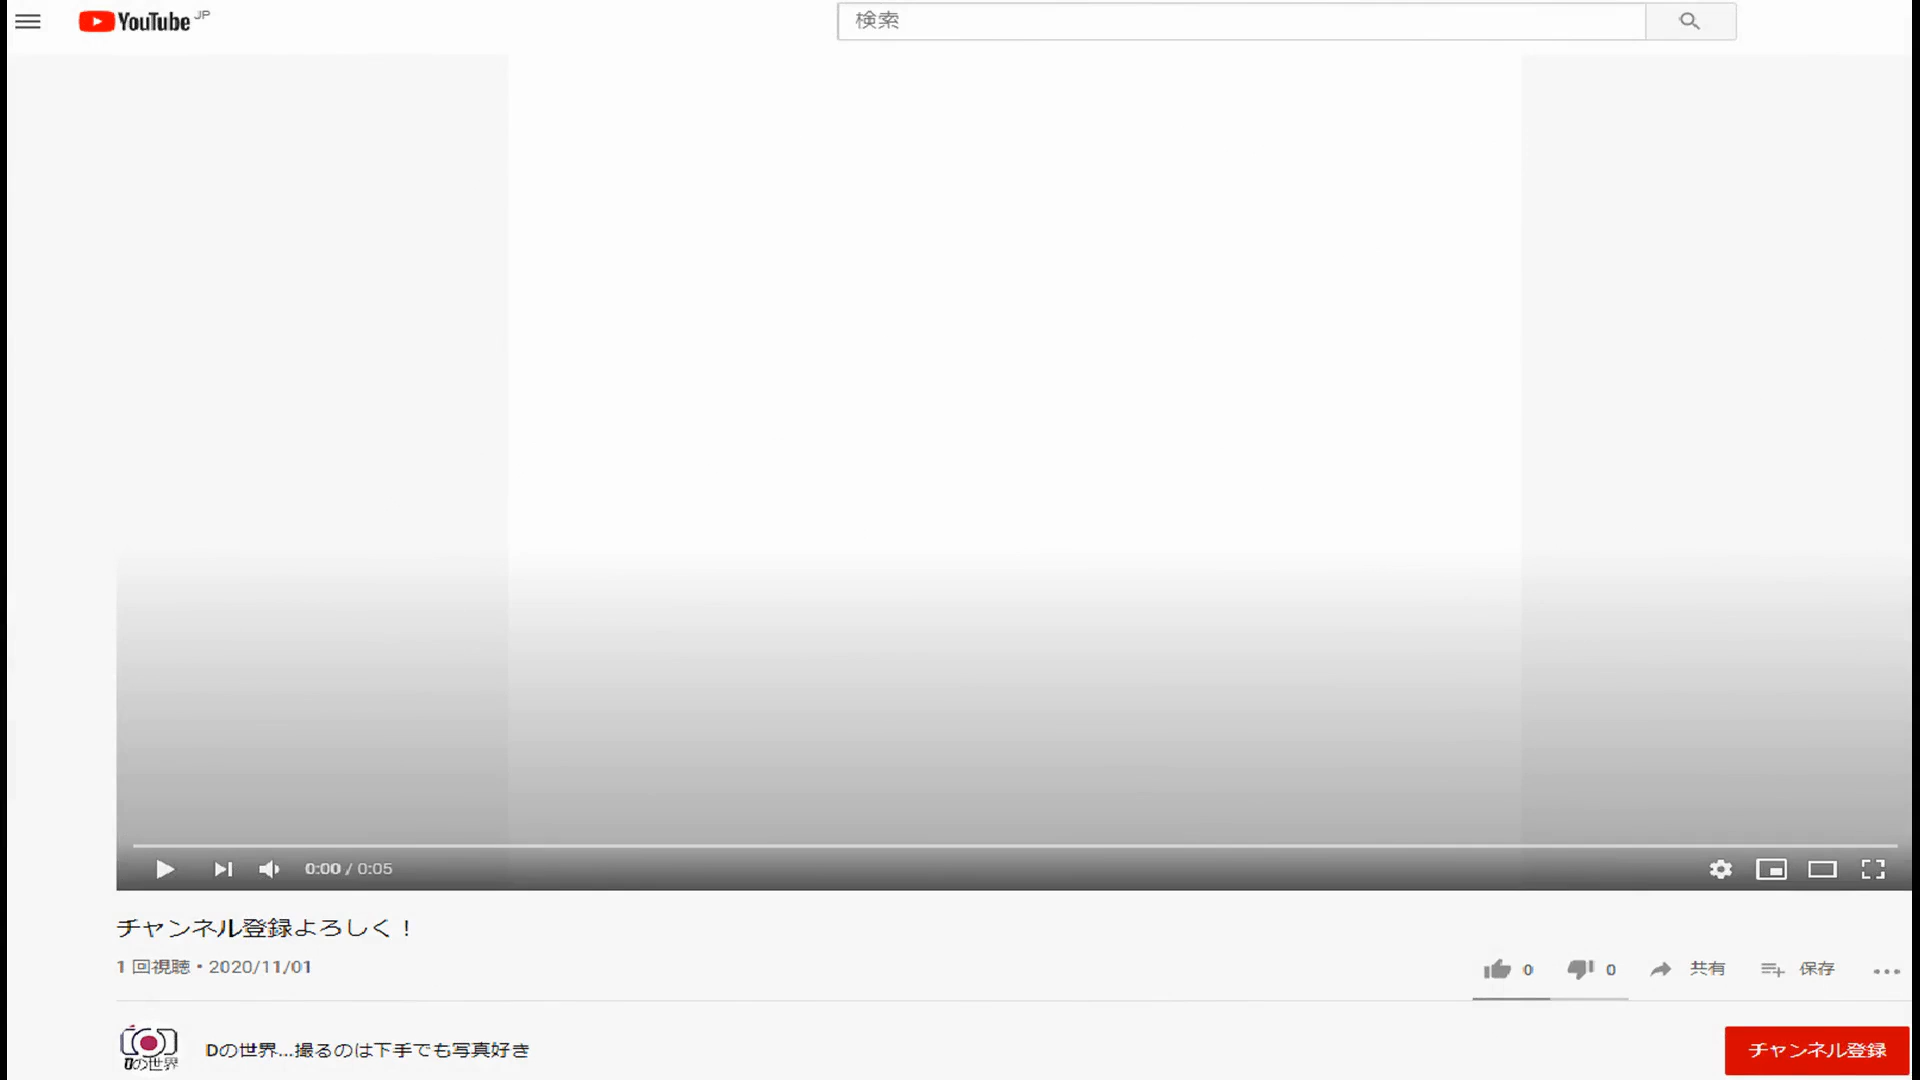 YouTube JP
検索
0:00 / 0:05
チャンネル登録よろしく！
1 回視聴・2020/11/01
0 0 共有 保存
Dの世界
Dの世界...撮るのは下手でも写真好き
チャンネル登録